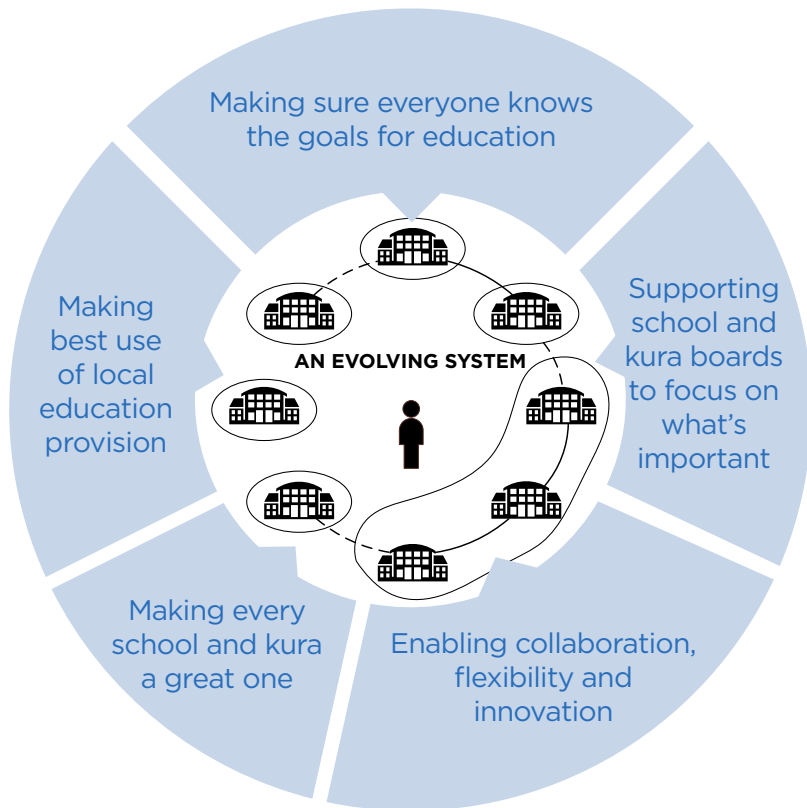 Making sure everyone knows
the goals for education
Supporting
school and
kura boards
to focus on
what's
important
Enabling collaboration,
flexibility and
innovation
Making every
school and kura
a great one
Making
best use
of local
education
provision
AN EVOLVING SYSTEM